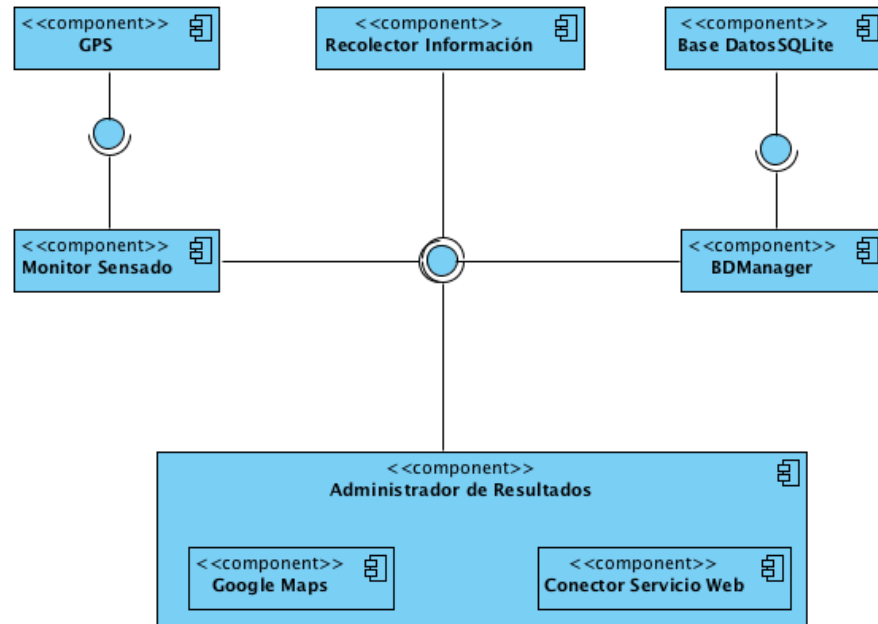 <<component>>
GPS
<<component>>
Recolector Información
<<component>>
Base DatosSQLite
<<component>>
Monitor Sensado
<<component>>
BDManager
<<component>>
Administrador de Resultados
<<component>>
Google Maps
<<component>>
Conector Servicio Web